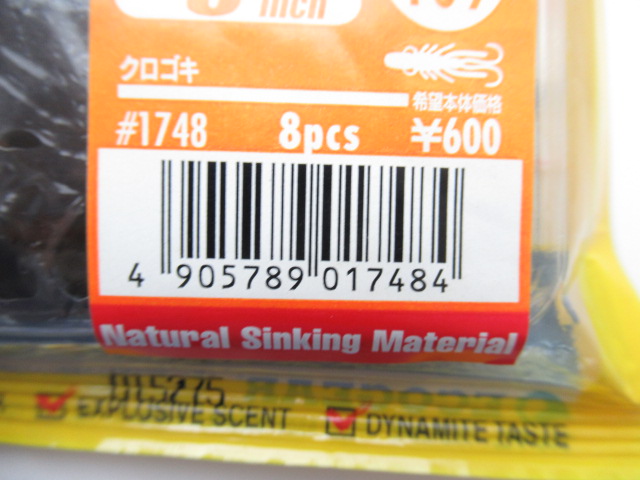 inch
クロゴキ
希望本体価格
#1748 8pcs ¥600
4 905789 017484
Natural Sinking Material
EXPLOSIVE SCENT
DYNAMITE TASTE